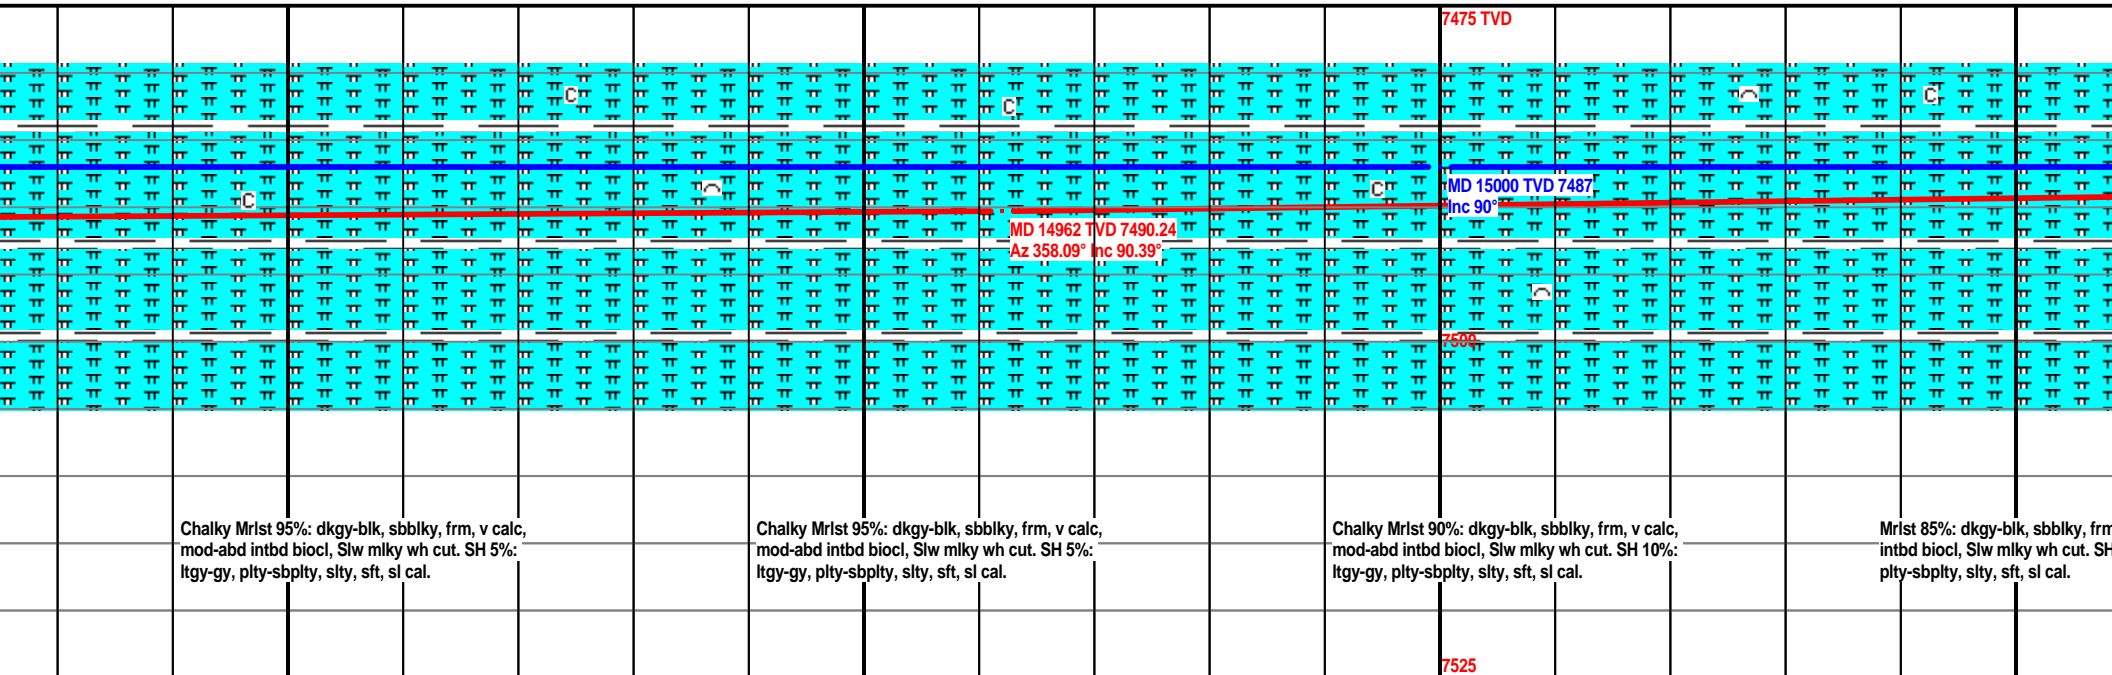 7475 TVD
C
C
C
C
C
MD 15000 TVD 7487
Inc 90°
MD 14962 TVD 7490.24
Az 358.09° Inc 90.39°
7500
Chalky Mrlst 95%: dkgy-blk, sbblky, frm, v calc,
mod-abd intbd biocl, Slw mlky wh cut. SH 5%:
ltgy-gy, plty-sbplty, slty, sft, sl cal.
Chalky Mrlst 95%: dkgy-blk, sbblky, frm, v calc,
mod-abd intbd biocl, Slw mlky wh cut. SH 5%:
ltgy-gy, plty-sbplty, slty, sft, sl cal.
Chalky Mrlst 90%: dkgy-blk, sbblky, frm, v calc,
mod-abd intbd biocl, Slw mlky wh cut. SH 10%:
ltgy-gy, plty-sbplty, slty, sft, sl cal.
Mrlst 85%: dkgy-blk, sbblky, frm
intbd biocl, Slw mlky wh cut. SH
plty-sbplty, slty, sft, sl cal.
7525